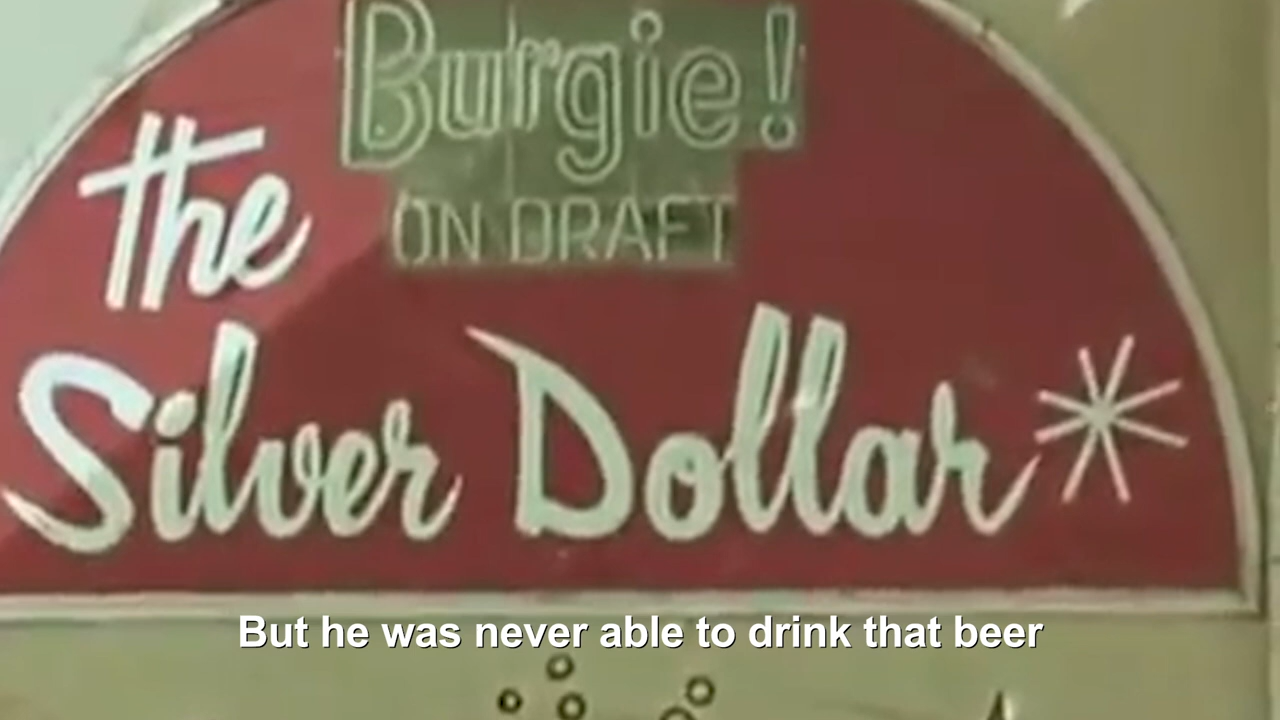 Burgie!
ON DRAFT
the
Silver Dollar
But he was never able to drink that beer